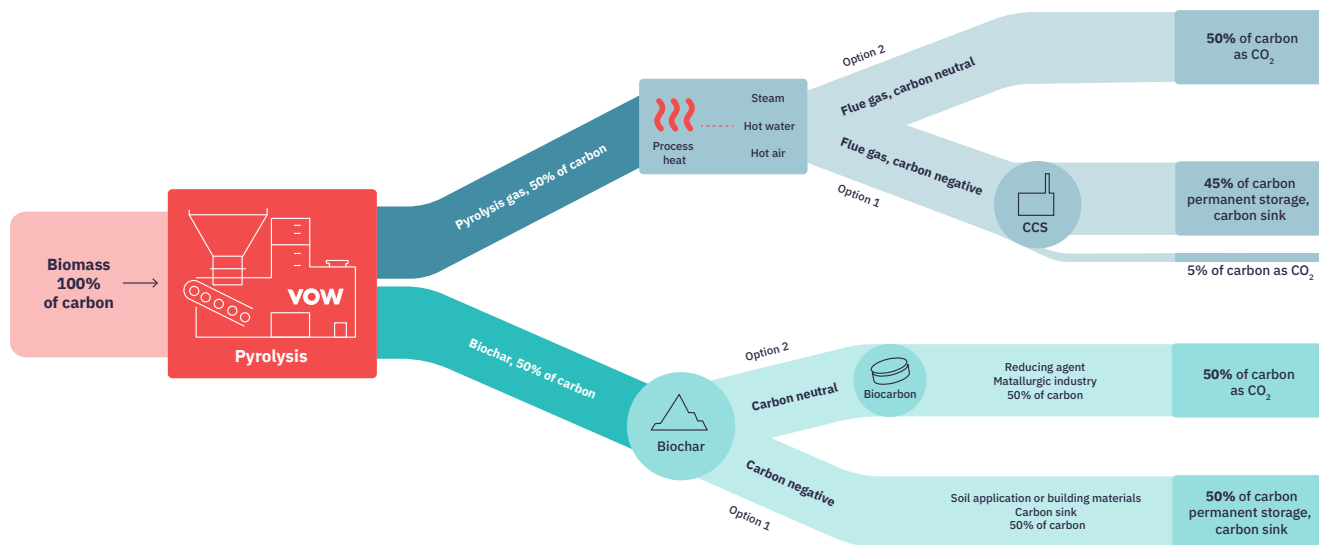 Biomass
100%
of carbon
VOW
Pyrolysis
Pyrolysis gas, 50% of carbon
Process
heat
Steam
Hot water
Hot air
Option 2
Flue gas, carbon neutral
50% of carbon
as CO₂
Flue gas, carbon negative
Option 1
CCS
45% of carbon
permanent storage,
carbon sink
5% of carbon as CO₂
Biochar, 50% of carbon
Biochar
Option 2
Carbon neutral
Biocarbon
Reducing agent
Matallurgic industry
50% of carbon
50% of carbon
as CO₂
Carbon negative
Option 1
Soil application or building materials
Carbon sink
50% of carbon
50% of carbon
permanent storage,
carbon sink